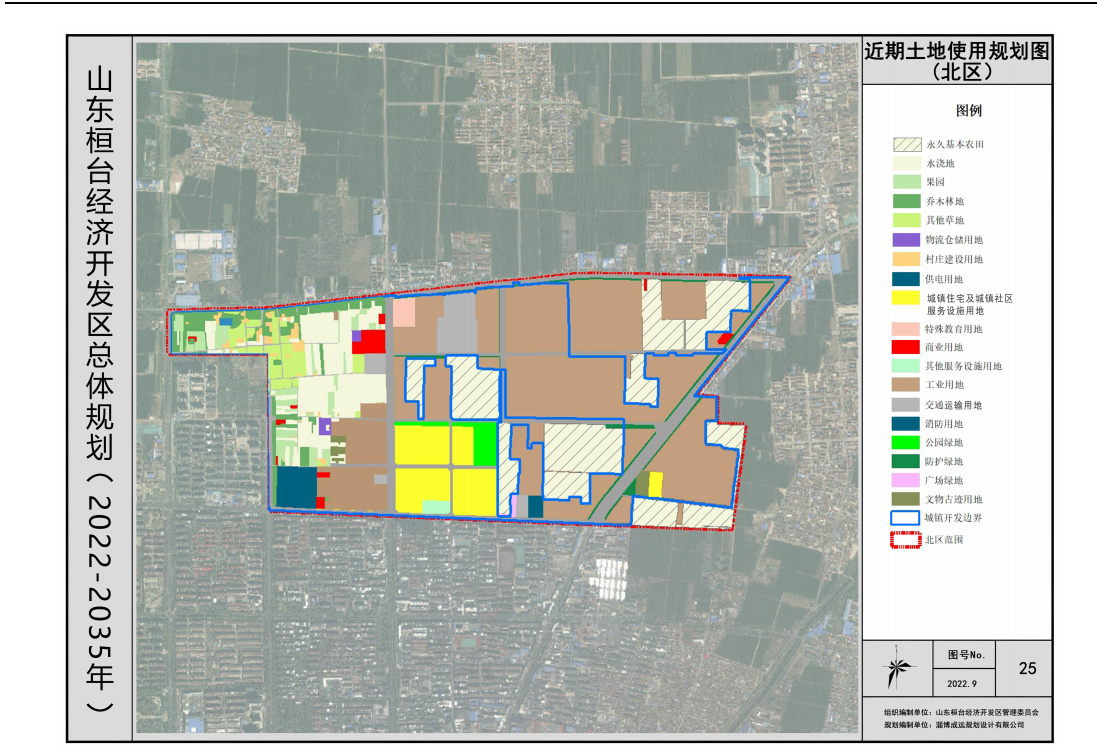 山东桓台经济开发区总体规划（2022-2035年）
近期土地使用规划图
（北区）
图例
永久基本农田
水浇地
果园
乔木林地
其他草地
物流仓储用地
村庄建设用地
供电用地
城镇住宅及城镇社区
服务设施用地
特殊教育用地
商业用地
其他服务设施用地
工业用地
交通运输用地
消防用地
公园绿地
防护绿地
广场绿地
文物古迹用地
城镇开发边界
北区范围
图号No.
25
2022.9
组织编制单位：山东桓台经济开发区管理委员会
规划编制单位：淄博成远规划设计有限公司